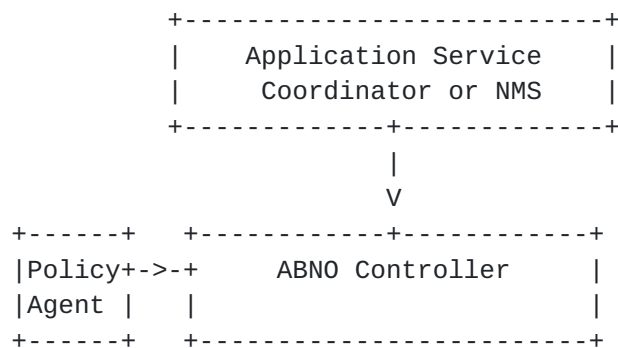 +---------------------------+
|    Application Service    |
|     Coordinator or NMS    |
+-------------+-------------+
|
V
+------+   +------------+------------+
|Policy+->-+     ABNO Controller     |
|Agent |   |                         |
+------+   +-------------------------+